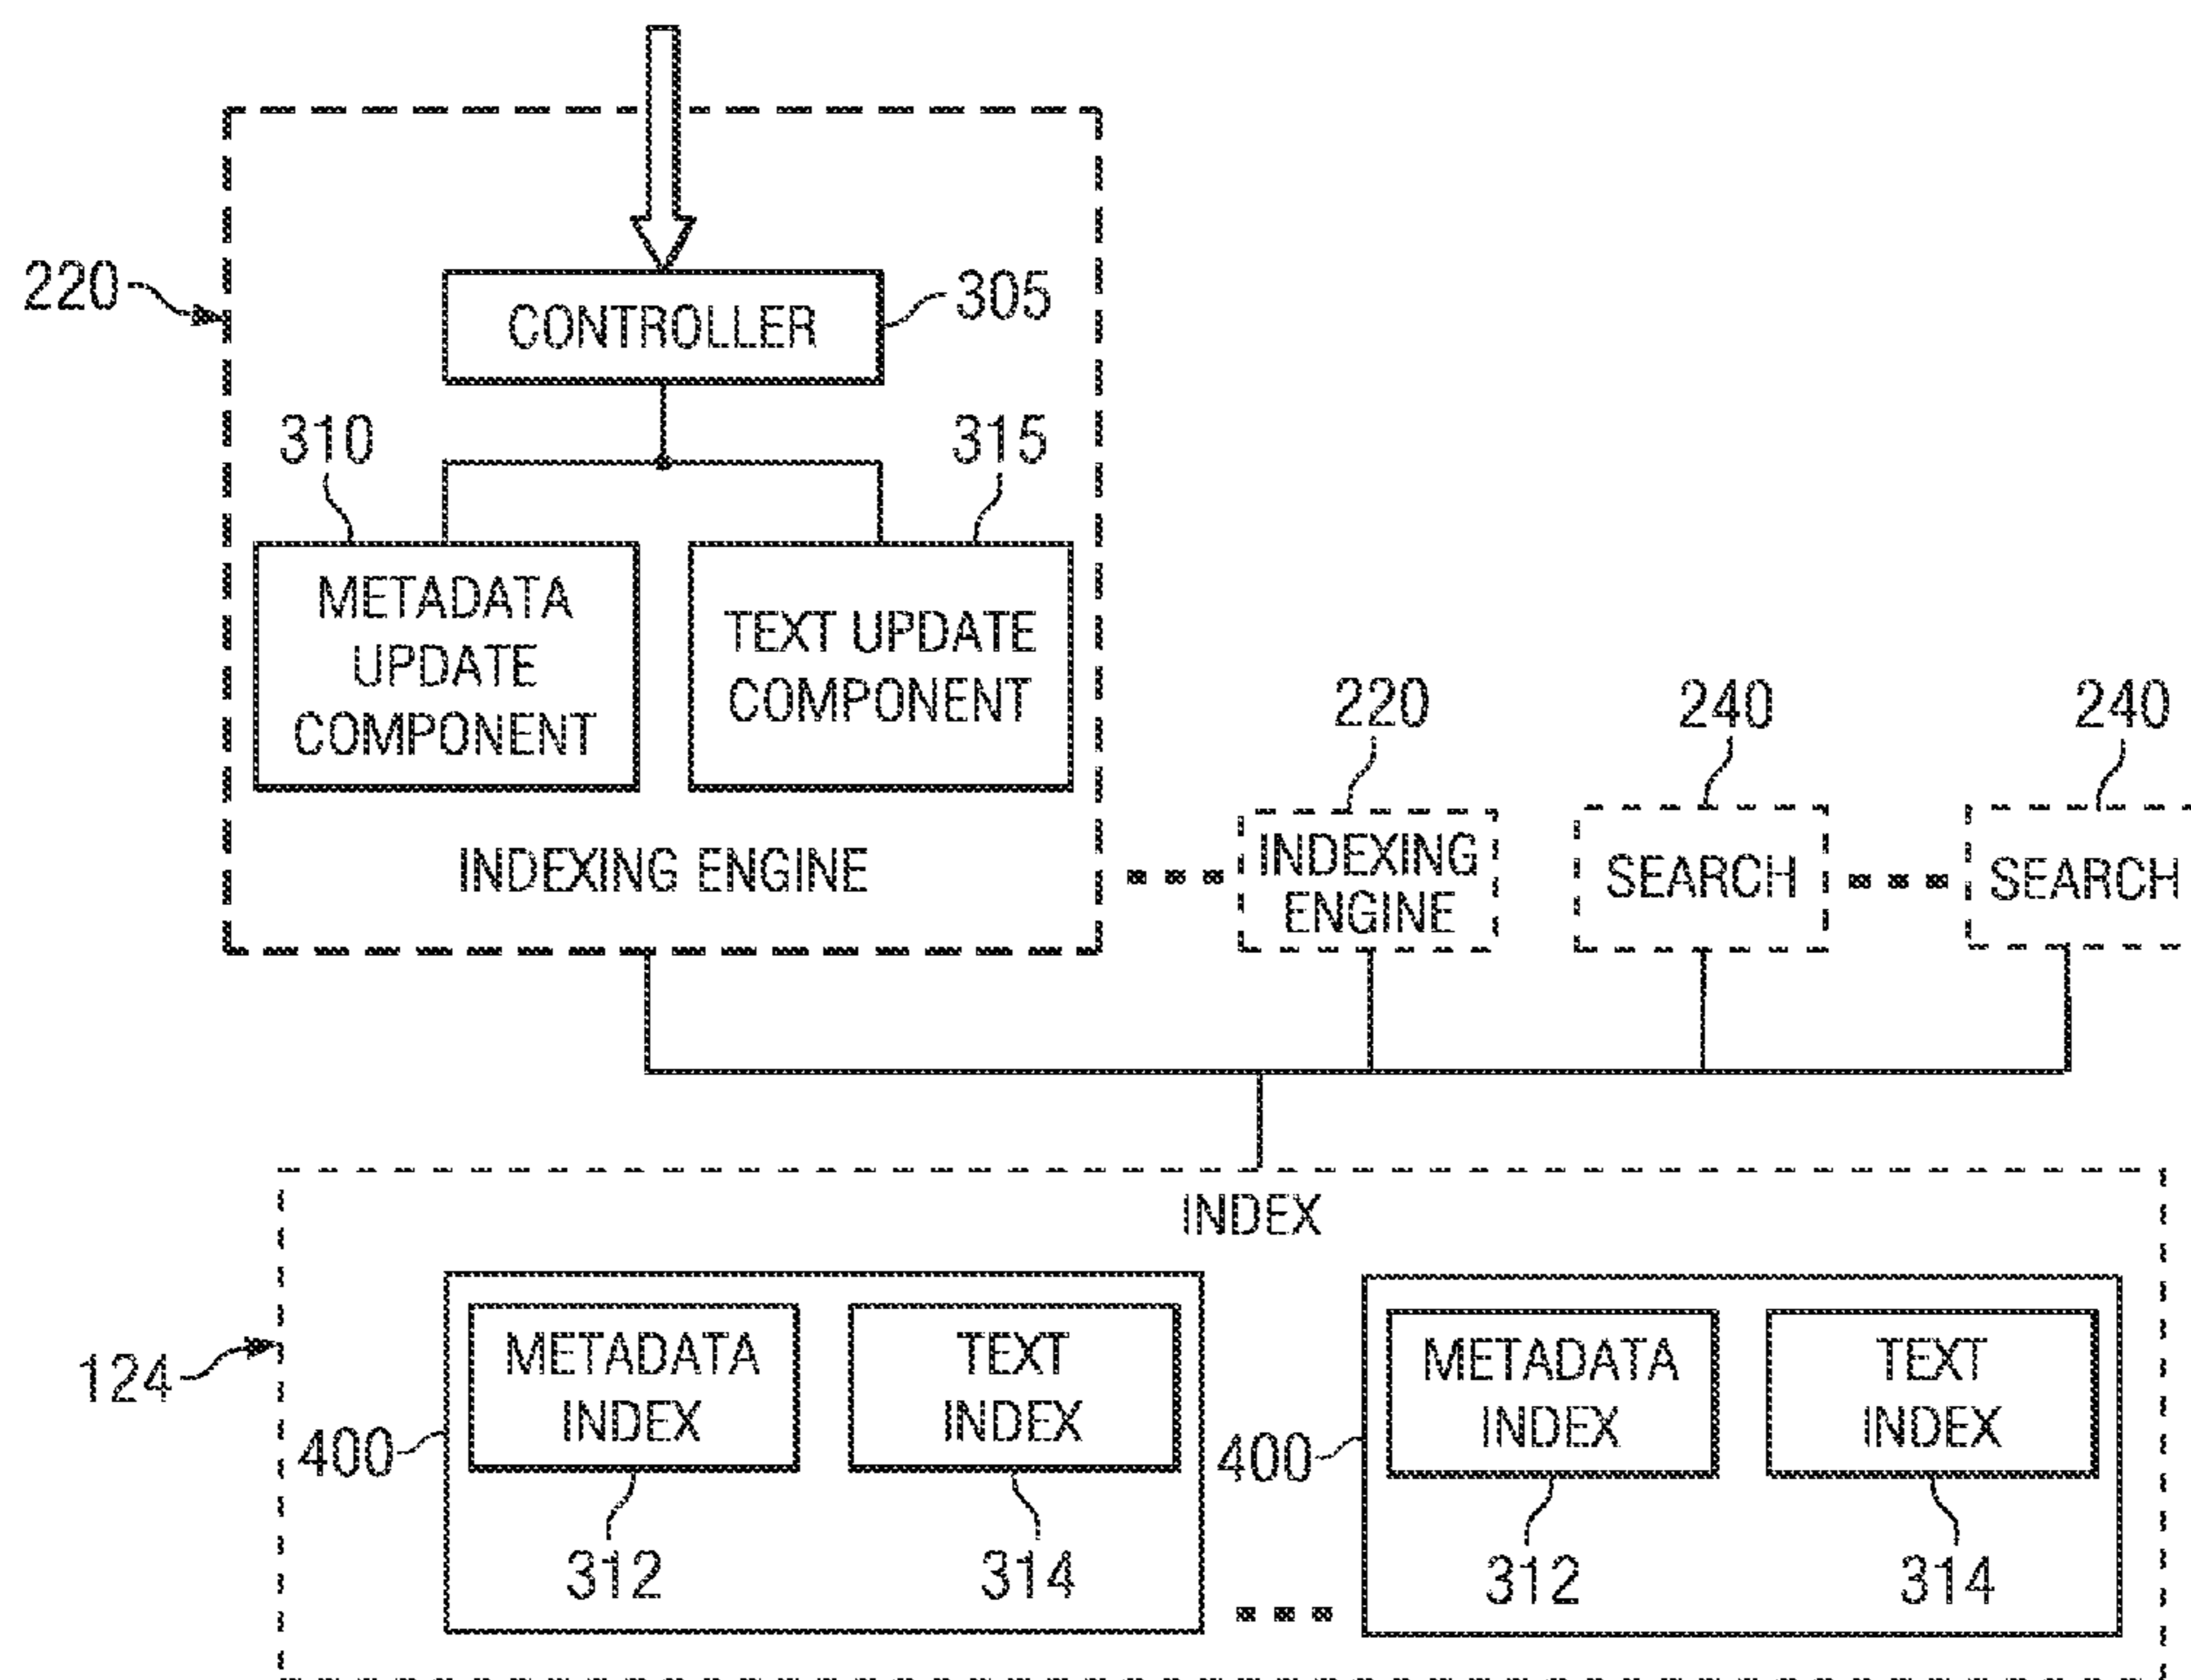 220
CONTROLLER
305
310
315
METADATA
UPDATE
COMPONENT
TEXT UPDATE
COMPONENT
INDEXING ENGINE
220
INDEXING
ENGINE
240
SEARCH
240
SEARCH
INDEX
124
400
METADATA
INDEX
312
TEXT
INDEX
314
400
METADATA
INDEX
312
TEXT
INDEX
314